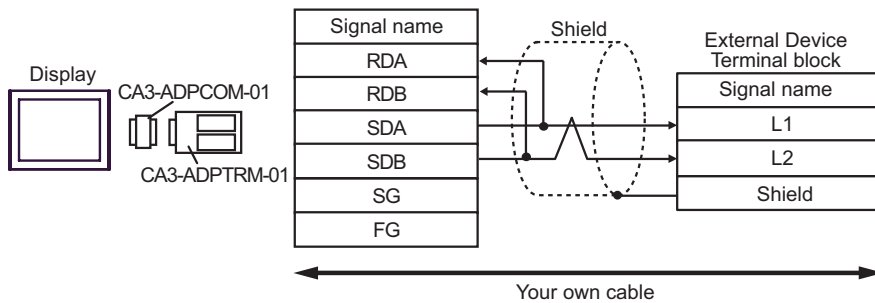 Display
CA3-ADPCOM-01
CA3-ADPTRM-01
Signal name
RDA
RDB
SDA
SDB
SG
FG
Shield
External Device
Terminal block
Signal name
L1
L2
Shield
Your own cable